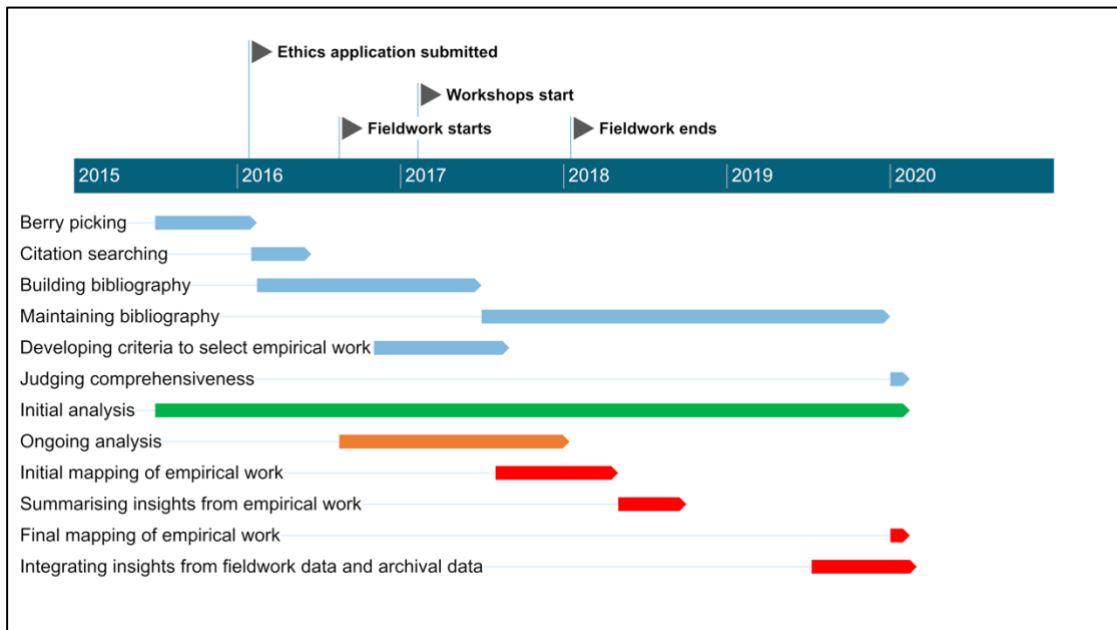 Ethics application submitted
Workshops start
Fieldwork starts
Fieldwork ends
2015 2016 2017 2018 2019 2020
Berry picking
Citation searching
Building bibliography
Maintaining bibliography
Developing criteria to select empirical work
Judging comprehensiveness
Initial analysis
Ongoing analysis
Initial mapping of empirical work
Summarising insights from empirical work
Final mapping of empirical work
Integrating insights from fieldwork data and archival data